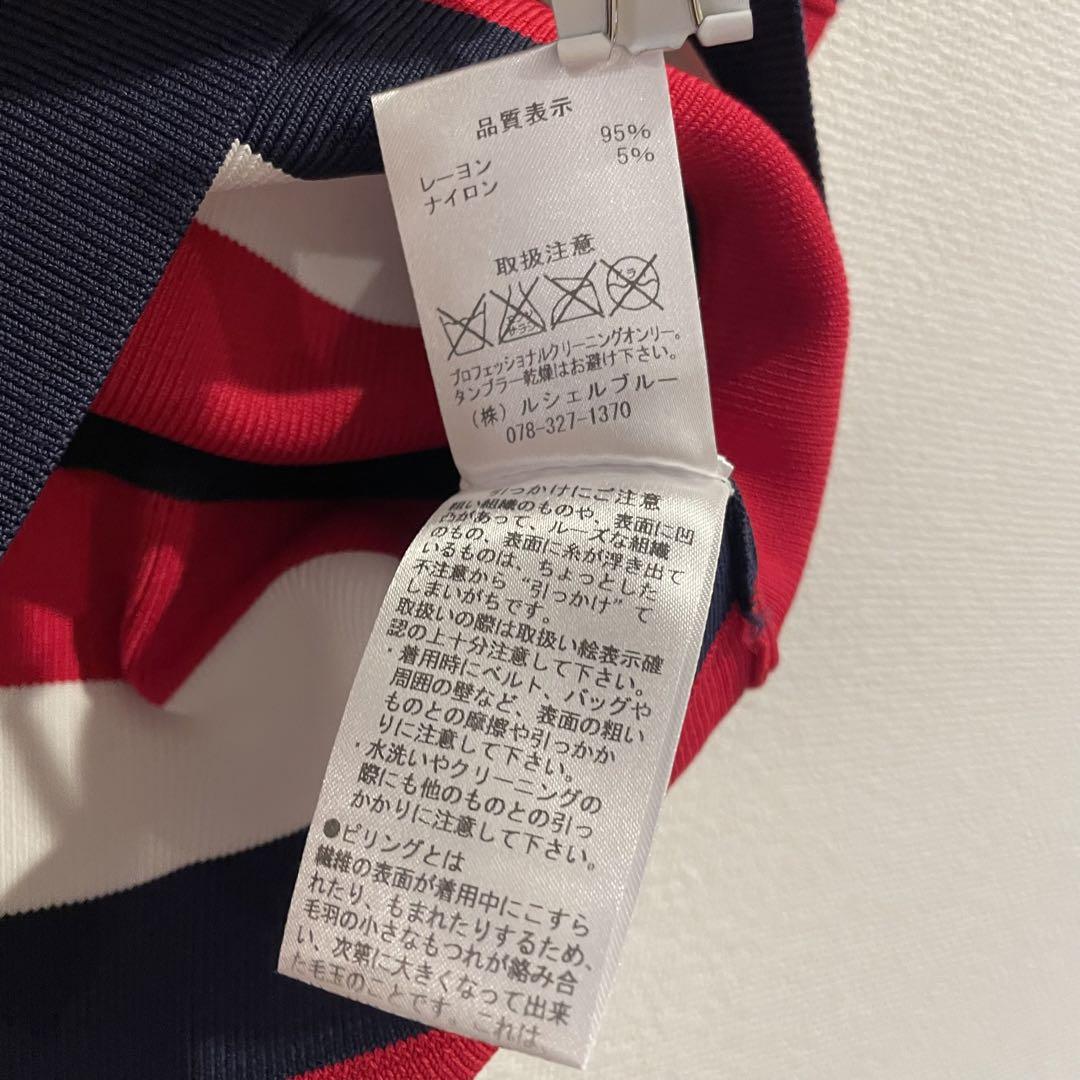 品質表示
レーヨン 95%
ナイロン 5%
取扱注意
プロフェッショナルクリーニングオンリー。
タンブラー乾燥はお避け下さい。
(株)ルシェルブルー
078-327-1370
引っかけにご注意
粗い組織のものや、表面に凹
凸があって、ルーズな組織
のもの、表面に糸が浮き出て
いるものは、ちょっとした
不注意から“引っかけ”て
しまいがちです。
取扱いの際は取扱い絵表示確
認の上十分注意して下さい。
・着用時にベルト、バッグや
周囲の壁など、表面の粗い
ものとの摩擦や引っかか
りに注意して下さい。
・水洗いやクリーニングの
際にも他のものとの引っ
かかりに注意して下さい。
●ピリングとは
繊維の表面が着用中にこすら
れたり、もまれたりするため、
毛羽の小さなもつれが絡み合
い、次第に大きくなって出来
た毛玉のことです。これは